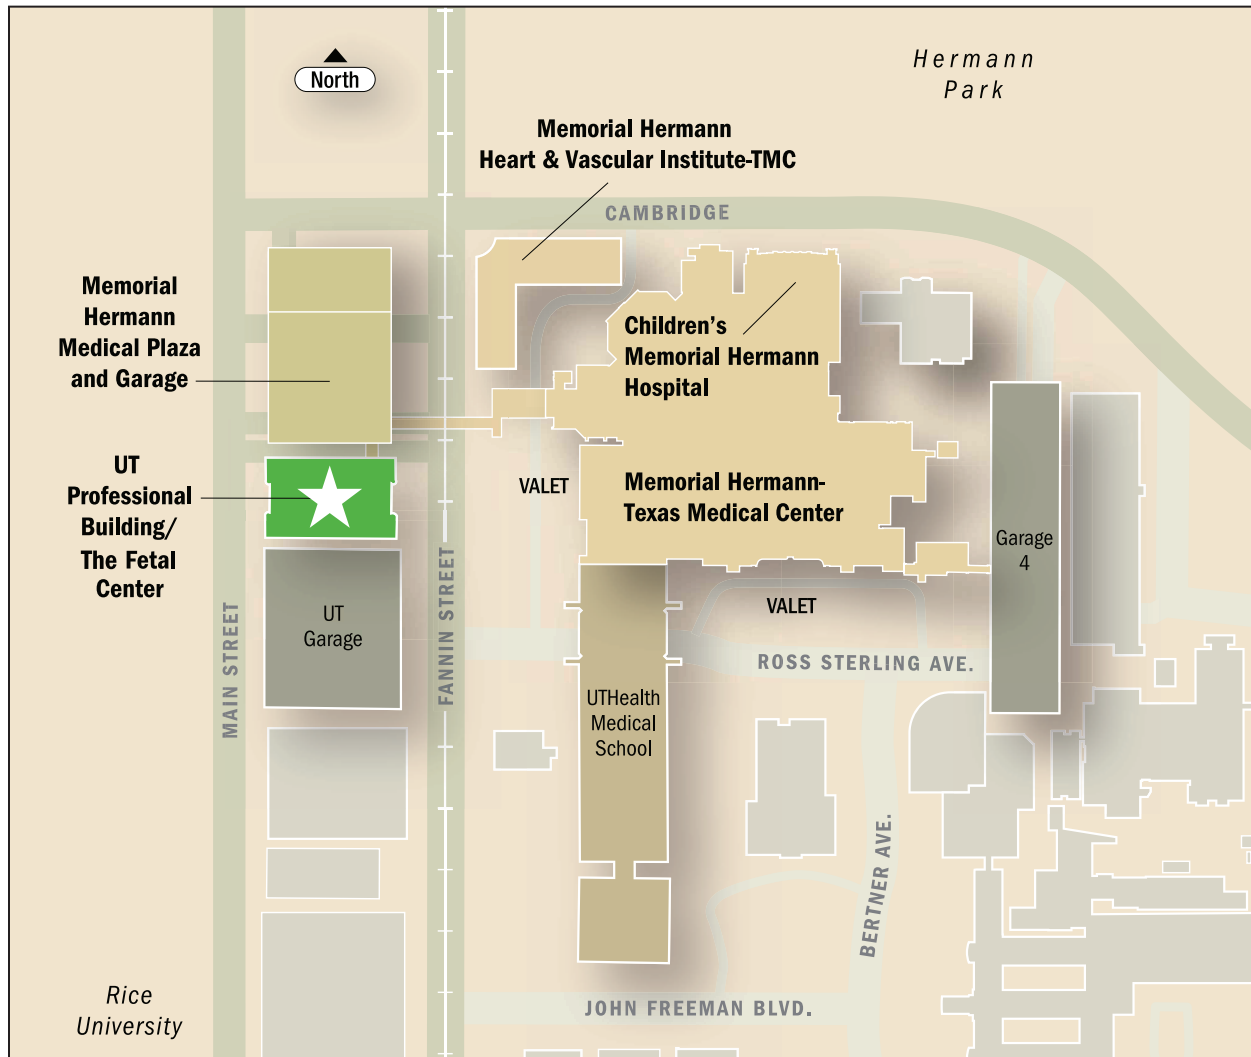 North
Hermann
Park
Memorial Hermann
Heart & Vascular Institute-TMC
CAMBRIDGE
Memorial
Hermann
Medical Plaza
and Garage
Children's
Memorial Hermann
Hospital
UT
Professional
Building/
The Fetal
Center
VALET
Memorial Hermann-
Texas Medical Center
Garage
4
UT
Garage
VALET
MAIN STREET
FANNIN STREET
ROSS STERLING AVE.
UTHealth
Medical
School
BERTNER AVE.
Rice
University
JOHN FREEMAN BLVD.